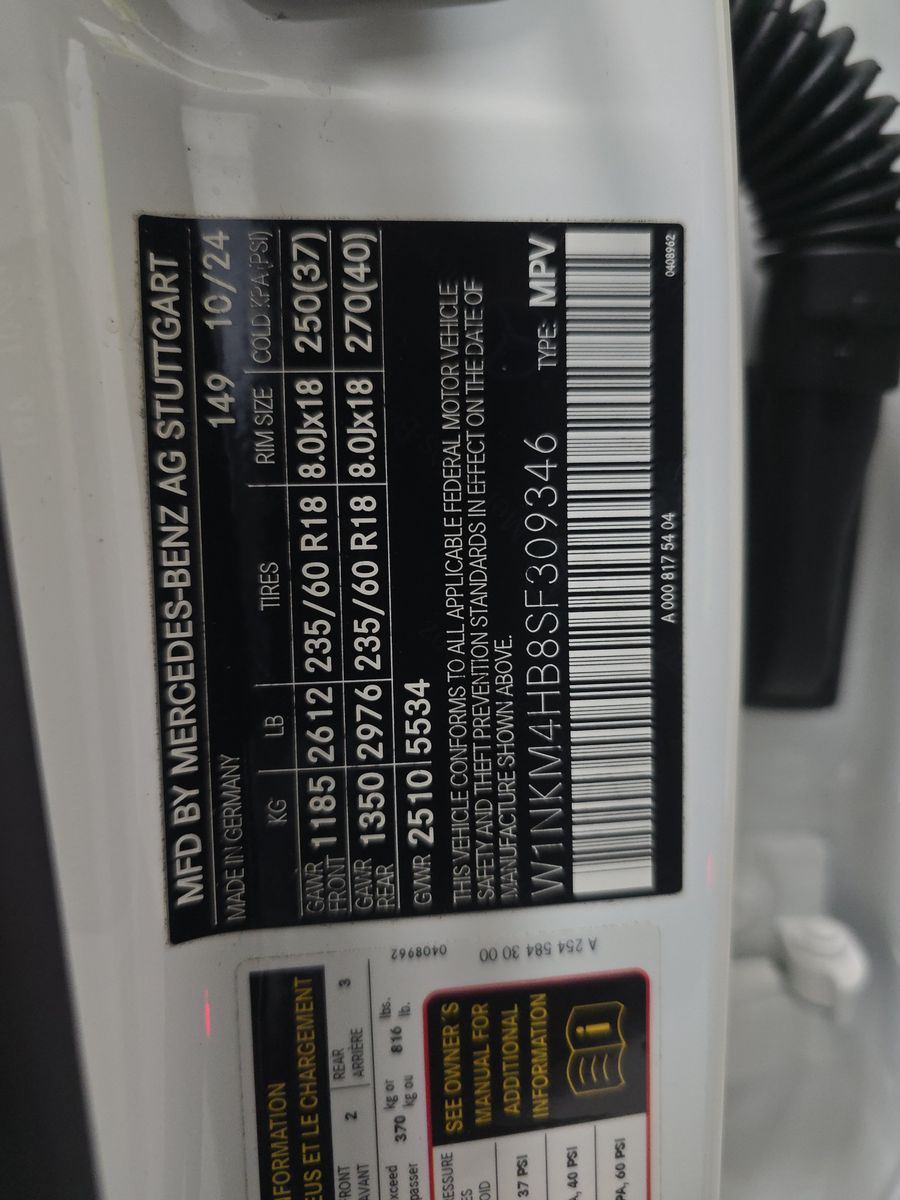 MFD BY MERCEDES-BENZ AG STUTTGART
MADE IN GERMANY 149 10/24
KG LB TIRES RIM SIZE COLD KPA(PSI)
GAWR FRONT 1185 2612 235/60 R18 8.0Jx18 250(37)
GAWR REAR 1350 2976 235/60 R18 8.0Jx18 270(40)
GVWR 2510 5534
THIS VEHICLE CONFORMS TO ALL APPLICABLE FEDERAL MOTOR VEHICLE
SAFETY AND THEFT PREVENTION STANDARDS IN EFFECT ON THE DATE OF
MANUFACTURE SHOWN ABOVE.
W1NKM4HB8SF309346 TYPE: MPV
A 000 817 54 04 0408962
A 254 584 30 00
0408962
EUS ET LE CHARGEMENT
2 REAR ARRIÈRE 3
AVANT
370 kg or 816 lbs.
kg ou lb.
SEE OWNER'S
MANUAL FOR
ADDITIONAL
INFORMATION
37 PSI
40 PSI
60 PSI